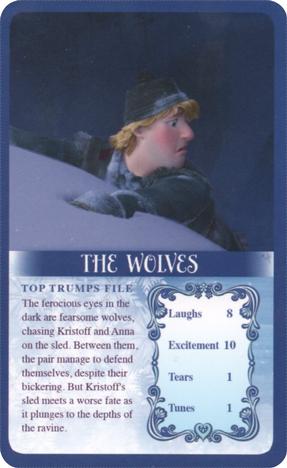 THE WOLVES
TOP TRUMPS FILE
The ferocious eyes in the
dark are fearsome wolves,
chasing Kristoff and Anna
on the sled. Between them,
the pair manage to defend
themselves, despite their
bickering. But Kristoff's
sled meets a worse fate as
it plunges to the depths of
the ravine.
Laughs 8
Excitement 10
Tears 1
Tunes 1